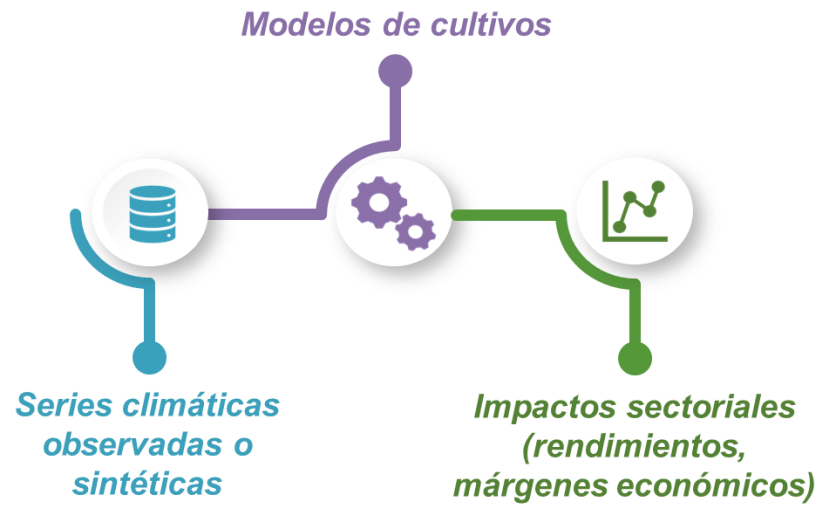 Modelos de cultivos
Series climáticas
observadas o
sintéticas
Impactos sectoriales
(rendimientos,
márgenes económicos)